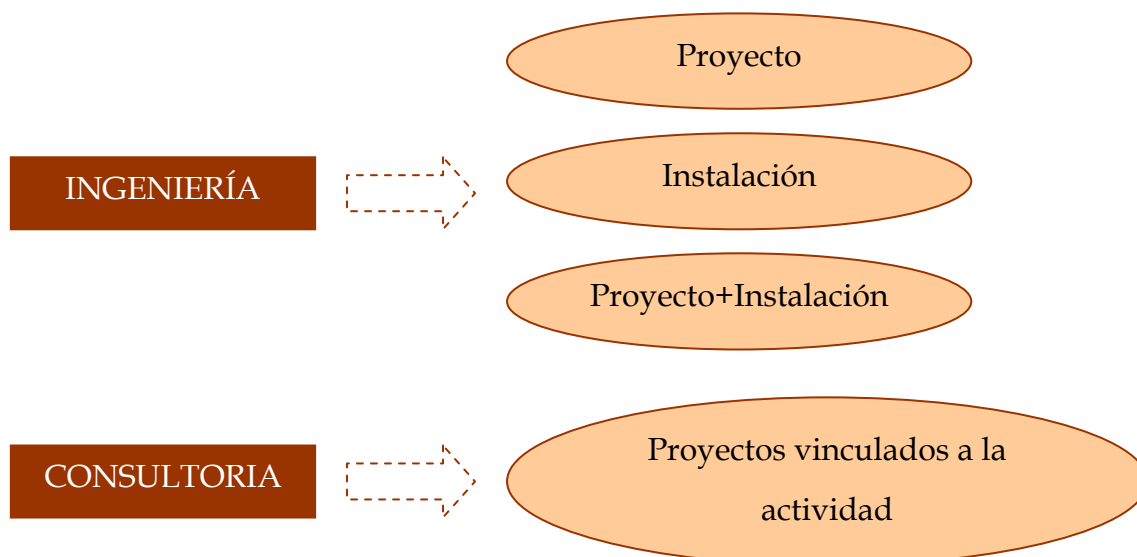 Proyecto
INGENIERÍA
Instalación
Proyecto+Instalación
CONSULTORIA
Proyectos vinculados a la
actividad